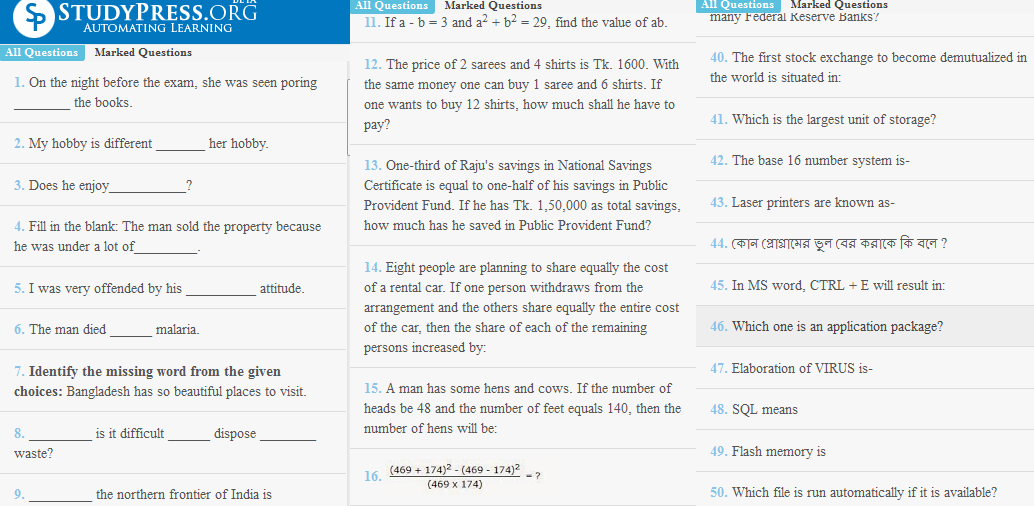 STUDYPRESS.ORG
BETA
AUTOMATING LEARNING
All Questions Marked Questions
1. On the night before the exam, she was seen poring
________ the books.
2. My hobby is different _______ her hobby.
3. Does he enjoy___________?
4. Fill in the blank: The man sold the property because
he was under a lot of_________.
5. I was very offended by his __________ attitude.
6. The man died ______ malaria.
7. Identify the missing word from the given
choices: Bangladesh has so beautiful places to visit.
8. _________ is it difficult ______ dispose ________
waste?
9. _________ the northern frontier of India is
All Questions Marked Questions
11. If a - b = 3 and a² + b² = 29, find the value of ab.
12. The price of 2 sarees and 4 shirts is Tk. 1600. With
the same money one can buy 1 saree and 6 shirts. If
one wants to buy 12 shirts, how much shall he have to
pay?
13. One-third of Raju's savings in National Savings
Certificate is equal to one-half of his savings in Public
Provident Fund. If he has Tk. 1,50,000 as total savings,
how much has he saved in Public Provident Fund?
14. Eight people are planning to share equally the cost
of a rental car. If one person withdraws from the
arrangement and the others share equally the entire cost
of the car, then the share of each of the remaining
persons increased by:
15. A man has some hens and cows. If the number of
heads be 48 and the number of feet equals 140, then the
number of hens will be:
16. (469 + 174)² - (469 - 174)² = ?
(469 x 174)
All Questions Marked Questions
many Federal Reserve Banks?
40. The first stock exchange to become demutualized in
the world is situated in:
41. Which is the largest unit of storage?
42. The base 16 number system is-
43. Laser printers are known as-
44. কোন প্রোগ্রামের ভুল বের করাকে কি বলে ?
45. In MS word, CTRL + E will result in:
46. Which one is an application package?
47. Elaboration of VIRUS is-
48. SQL means
49. Flash memory is
50. Which file is run automatically if it is available?